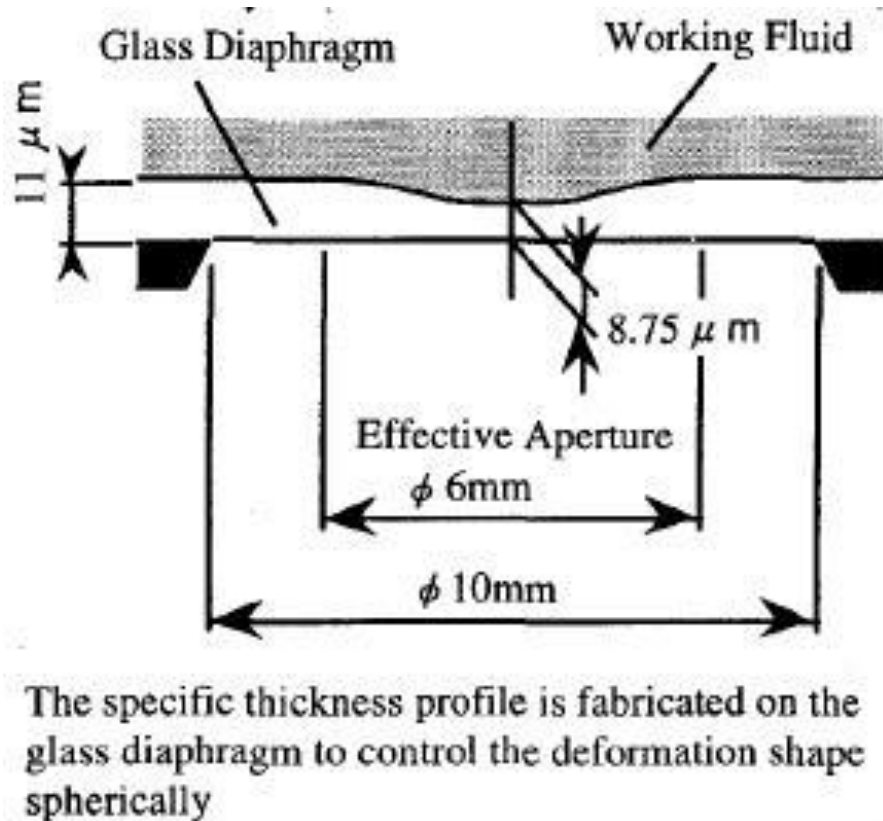 Glass Diaphragm
Working Fluid
11 μm
8.75 μ m
Effective Aperture
ϕ 6mm
ϕ 10mm
The specific thickness profile is fabricated on the
glass diaphragm to control the deformation shape
spherically